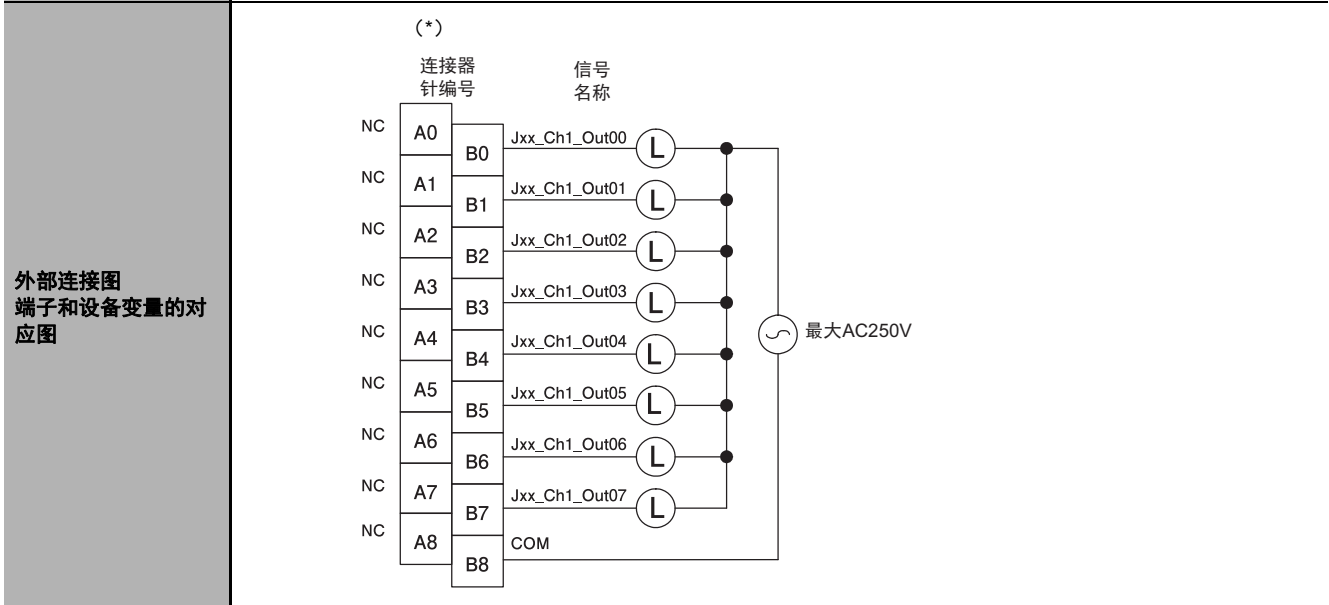 外部连接图
端子和设备变量的对
应图
(*)
连接器
针编号
信号
名称
NC A0
B0 Jxx_Ch1_Out00 L
NC A1
B1 Jxx_Ch1_Out01 L
NC A2
B2 Jxx_Ch1_Out02 L
NC A3
B3 Jxx_Ch1_Out03 L
NC A4
B4 Jxx_Ch1_Out04 L
NC A5
B5 Jxx_Ch1_Out05 L
NC A6
B6 Jxx_Ch1_Out06 L
NC A7
B7 Jxx_Ch1_Out07 L
NC A8
B8 COM
最大AC250V